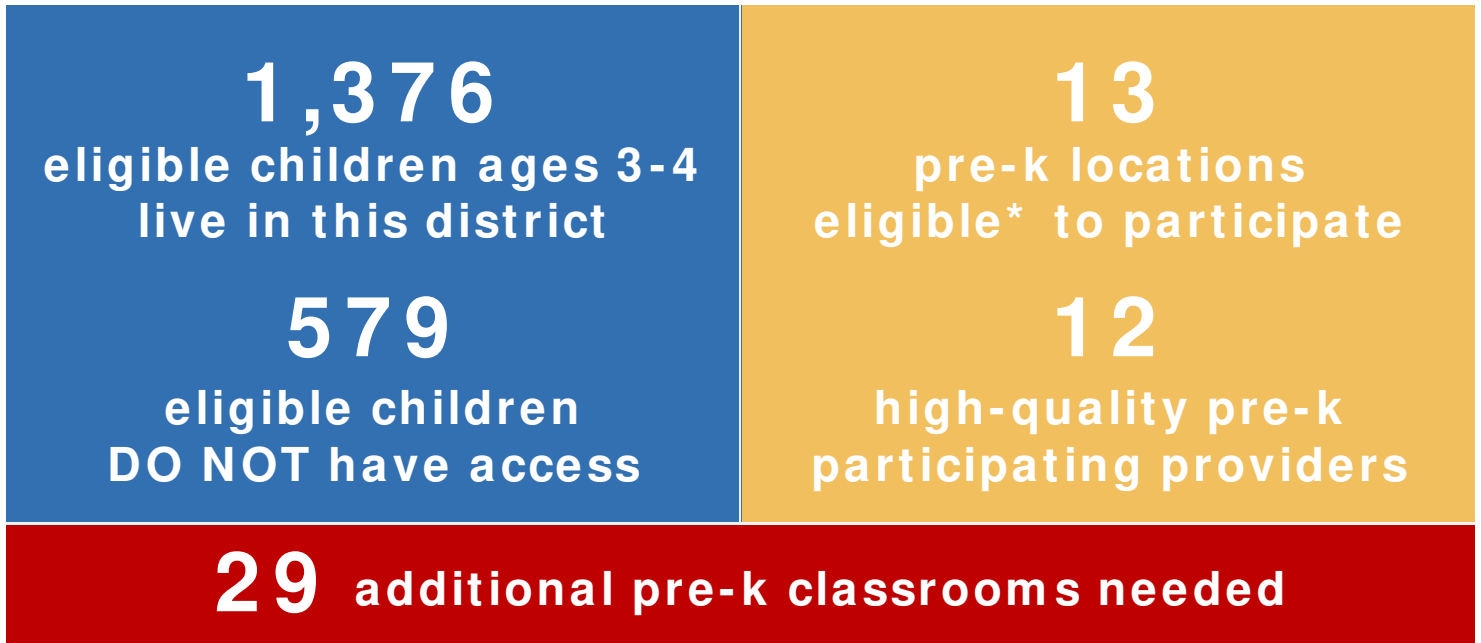 1,376
eligible children ages 3-4
live in this district
579
eligible children
DO NOT have access
13
pre-k locations
eligible* to participate
12
high-quality pre-k
participating providers
29 additional pre-k classrooms needed